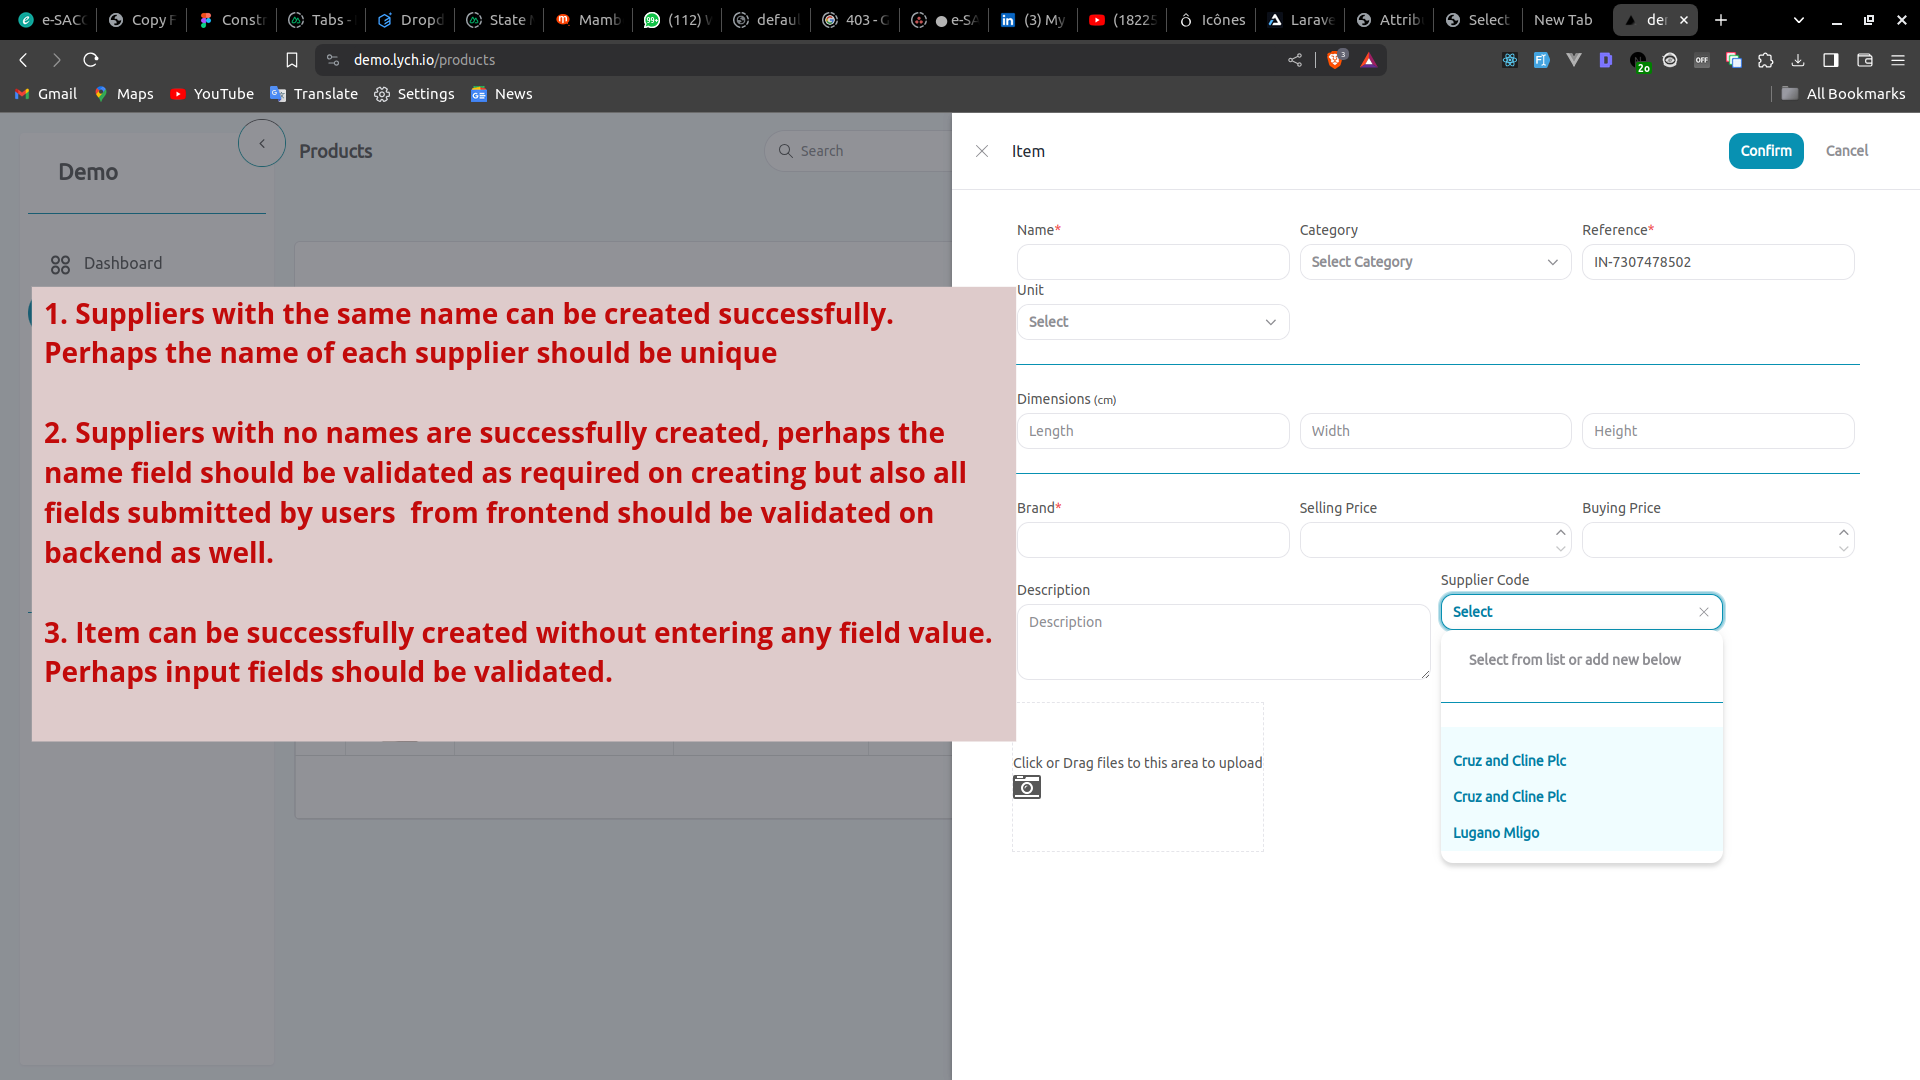 e-SACC
Copy F
Constr
Tabs -
Dropd
State M
Mamb
99+
(112) W
defaul
403 - G
e-SA
(3) My
(18225
Icônes
Larave
Attrib
Select
New Tab
de
demo.lych.io/products
3
20
OFF
Gmail
Maps
YouTube
Translate
Settings
News
All Bookmarks
Demo
Products
Search
Dashboard
1. Suppliers with the same name can be created successfully.
Perhaps the name of each supplier should be unique
2. Suppliers with no names are successfully created, perhaps the
name field should be validated as required on creating but also all
fields submitted by users from frontend should be validated on
backend as well.
3. Item can be successfully created without entering any field value.
Perhaps input fields should be validated.
Item
Confirm
Cancel
Name*
Category
Reference*
Select Category
IN-7307478502
Unit
Select
Dimensions (cm)
Length
Width
Height
Brand*
Selling Price
Buying Price
Description
Supplier Code
Description
Select
Select from list or add new below
Cruz and Cline Plc
Cruz and Cline Plc
Lugano Mligo
Click or Drag files to this area to upload